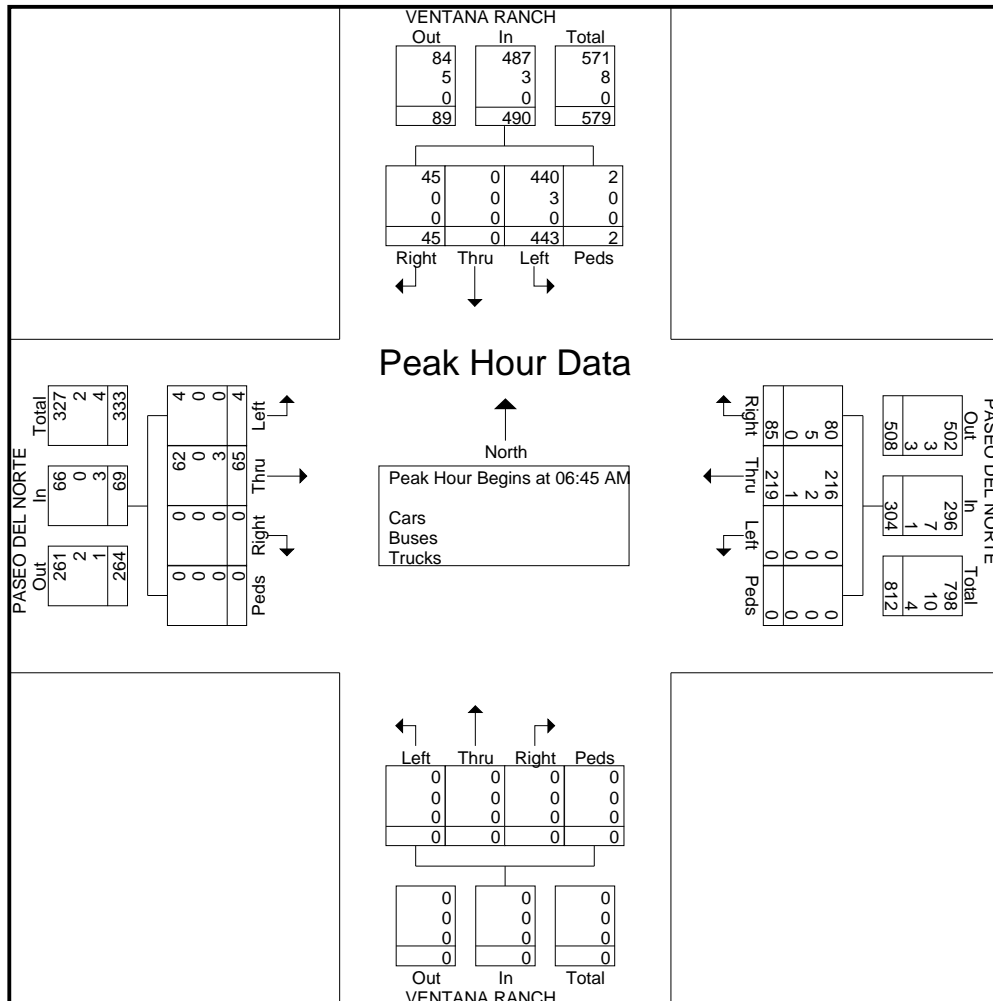 VENTANA RANCH
Out In Total
84 487 571
5 3 8
0 0 0
89 490 579
45 0 440 2
0 0 3 0
0 0 0 0
45 0 443 2
Right Thru Left Peds
Peak Hour Data
North
Peak Hour Begins at 06:45 AM
Cars
Buses
Trucks
PASEO DEL NORTE
Total In Out
327 66 261
2 0 2
4 3 1
333 69 264
4 62 0 0
0 0 0 0
0 3 0 0
4 65 0 0
Left Thru Right Peds
PASEO DEL NORTE
Out In Total
502 296 798
3 7 10
3 1 4
508 304 812
80 216 0 0
5 2 0 0
0 1 0 0
85 219 0 0
Right Thru Left Peds
Left Thru Right Peds
0 0 0 0
0 0 0 0
0 0 0 0
0 0 0 0
0 0 0
0 0 0
0 0 0
0 0 0
Out In Total
VENTANA RANCH